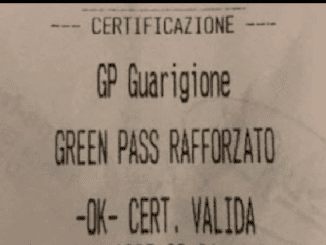 --- CERTIFICAZIONE ---
GP Guarigione
GREEN PASS RAFFORZATO
-OK- CERT. VALIDA